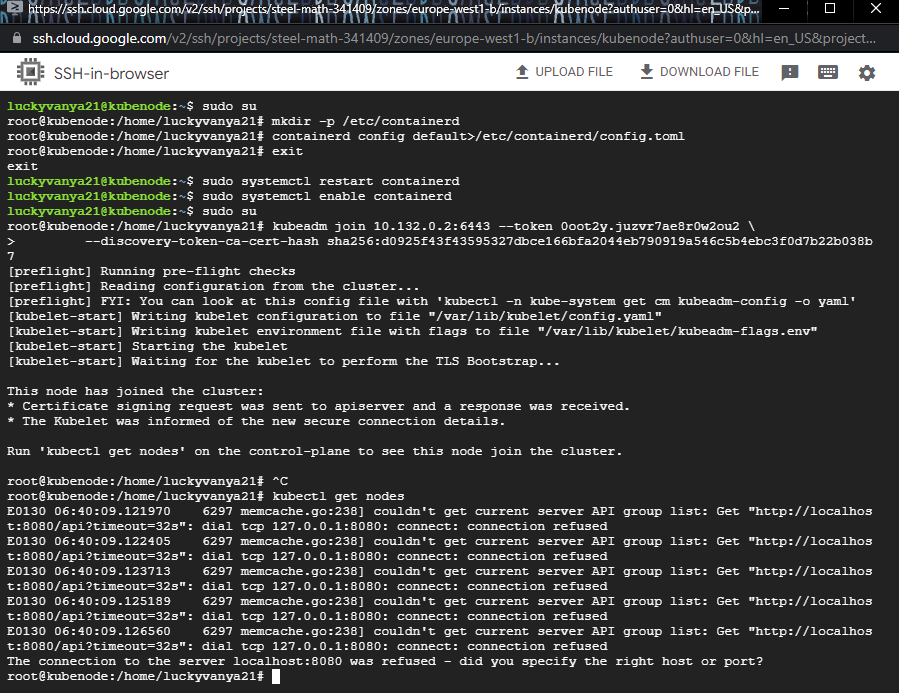 https://ssh.cloud.google.com/v2/ssh/projects/steel-math-341409/zones/europe-west1-b/instances/kubenode?authuser=0&hl=en_US&p...
ssh.cloud.google.com/v2/ssh/projects/steel-math-341409/zones/europe-west1-b/instances/kubenode?authuser=0&hl=en_US&project...
SSH-in-browser
UPLOAD FILE
DOWNLOAD FILE
luckyvanya21@kubenode:~$ sudo su
root@kubenode:/home/luckyvanya21# mkdir -p /etc/containerd
root@kubenode:/home/luckyvanya21# containerd config default>/etc/containerd/config.toml
root@kubenode:/home/luckyvanya21# exit
exit
luckyvanya21@kubenode:~$ sudo systemctl restart containerd
luckyvanya21@kubenode:~$ sudo systemctl enable containerd
luckyvanya21@kubenode:~$ sudo su
root@kubenode:/home/luckyvanya21# kubeadm join 10.132.0.2:6443 --token 0oot2y.juzvr7ae8r0w2ou2 \
>         --discovery-token-ca-cert-hash sha256:d0925f43f43595327dbce166bfa2044eb790919a546c5b4ebc3f0d7b22b038b
7
[preflight] Running pre-flight checks
[preflight] Reading configuration from the cluster...
[preflight] FYI: You can look at this config file with 'kubectl -n kube-system get cm kubeadm-config -o yaml'
[kubelet-start] Writing kubelet configuration to file "/var/lib/kubelet/config.yaml"
[kubelet-start] Writing kubelet environment file with flags to file "/var/lib/kubelet/kubeadm-flags.env"
[kubelet-start] Starting the kubelet
[kubelet-start] Waiting for the kubelet to perform the TLS Bootstrap...
This node has joined the cluster:
* Certificate signing request was sent to apiserver and a response was received.
* The Kubelet was informed of the new secure connection details.
Run 'kubectl get nodes' on the control-plane to see this node join the cluster.
root@kubenode:/home/luckyvanya21# ^C
root@kubenode:/home/luckyvanya21# kubectl get nodes
E0130 06:40:09.121970    6297 memcache.go:238] couldn't get current server API group list: Get "http://localhos
t:8080/api?timeout=32s": dial tcp 127.0.0.1:8080: connect: connection refused
E0130 06:40:09.122405    6297 memcache.go:238] couldn't get current server API group list: Get "http://localhos
t:8080/api?timeout=32s": dial tcp 127.0.0.1:8080: connect: connection refused
E0130 06:40:09.123713    6297 memcache.go:238] couldn't get current server API group list: Get "http://localhos
t:8080/api?timeout=32s": dial tcp 127.0.0.1:8080: connect: connection refused
E0130 06:40:09.125189    6297 memcache.go:238] couldn't get current server API group list: Get "http://localhos
t:8080/api?timeout=32s": dial tcp 127.0.0.1:8080: connect: connection refused
E0130 06:40:09.126560    6297 memcache.go:238] couldn't get current server API group list: Get "http://localhos
t:8080/api?timeout=32s": dial tcp 127.0.0.1:8080: connect: connection refused
The connection to the server localhost:8080 was refused - did you specify the right host or port?
root@kubenode:/home/luckyvanya21#